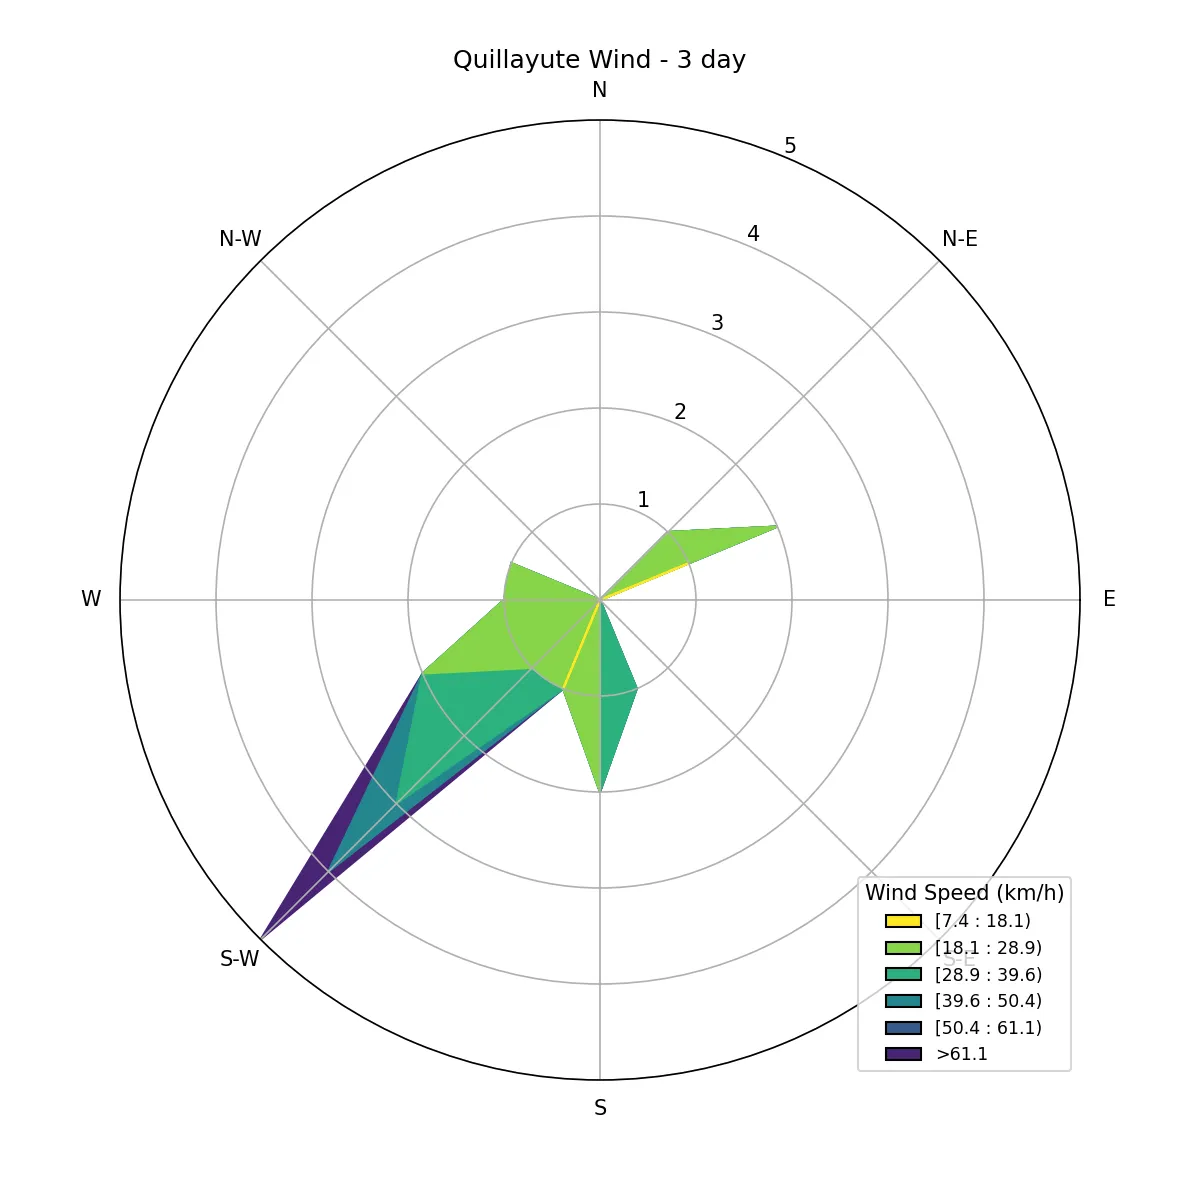 Quillayute Wind - 3 day
N
5
N-W
4
N-E
3
2
1
W
E
Wind Speed (km/h)
[7.4 : 18.1)
[18.1 : 28.9)
S-W
S-E
[28.9 : 39.6)
[39.6 : 50.4)
[50.4 : 61.1)
>61.1
S